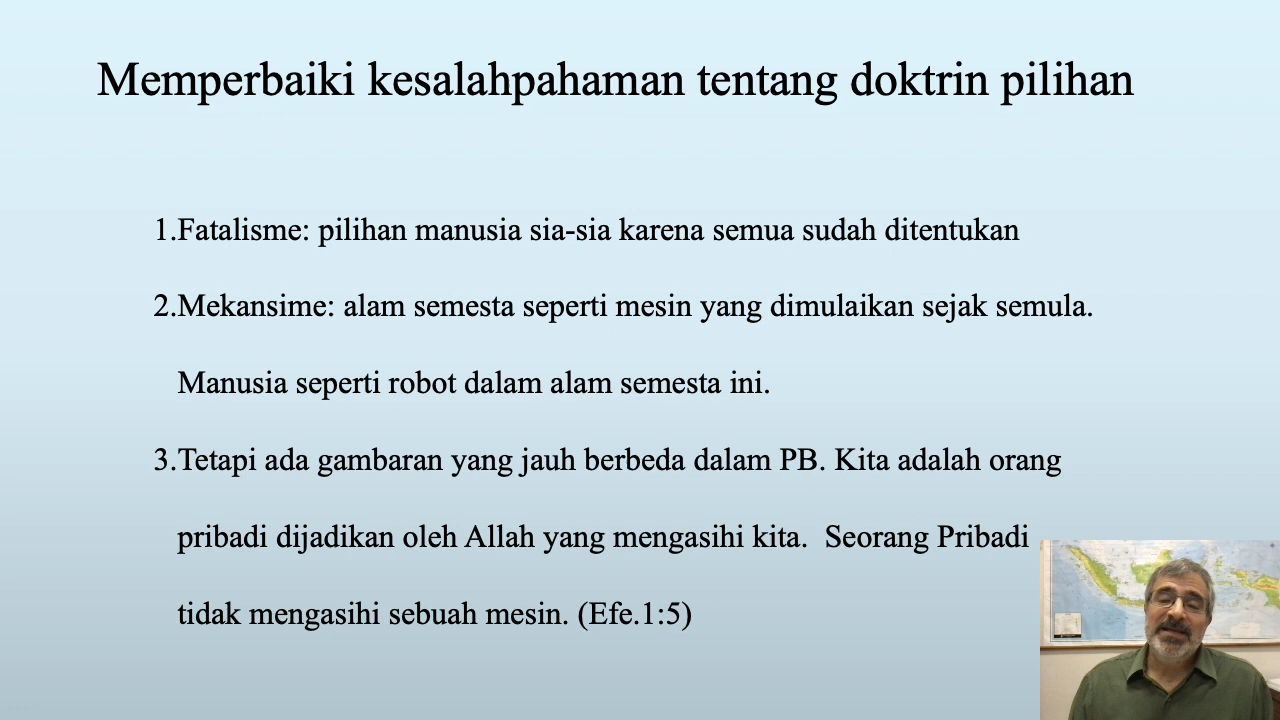 Memperbaiki kesalahpahaman tentang doktrin pilihan
1.Fatalisme: pilihan manusia sia-sia karena semua sudah ditentukan
2.Mekansime: alam semesta seperti mesin yang dimulaikan sejak semula.
Manusia seperti robot dalam alam semesta ini.
3.Tetapi ada gambaran yang jauh berbeda dalam PB. Kita adalah orang
pribadi dijadikan oleh Allah yang mengasihi kita.  Seorang Pribadi
tidak mengasihi sebuah mesin. (Efe.1:5)